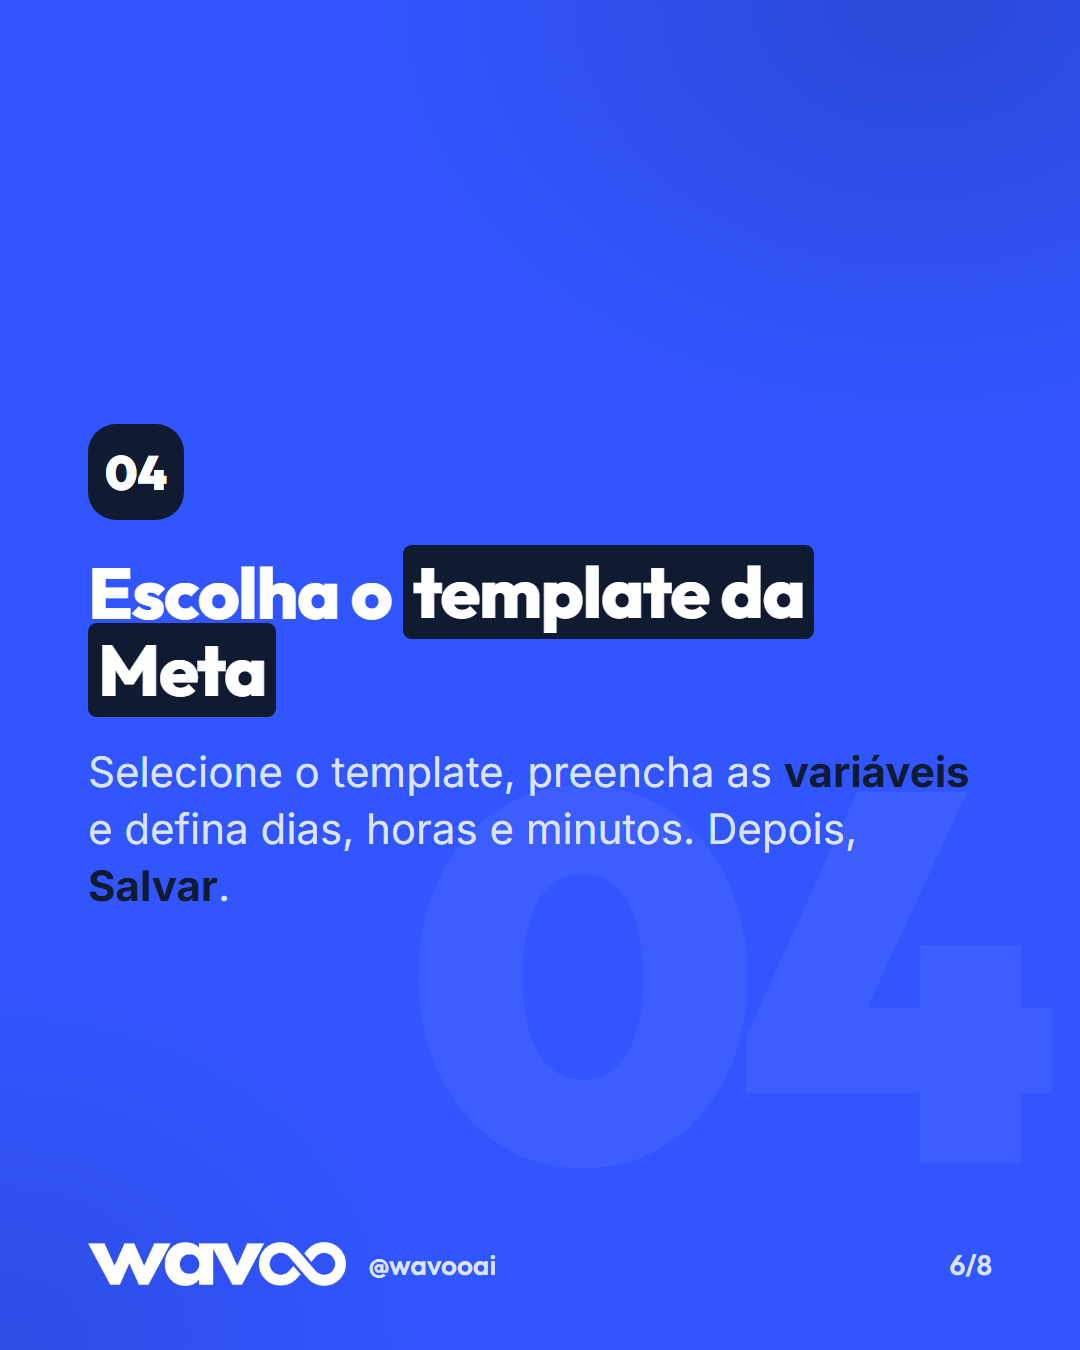 04
Escolha o template da
Meta
Selecione o template, preencha as variáveis
e defina dias, horas e minutos. Depois,
Salvar.
04
wavoo @wavooai 6/8